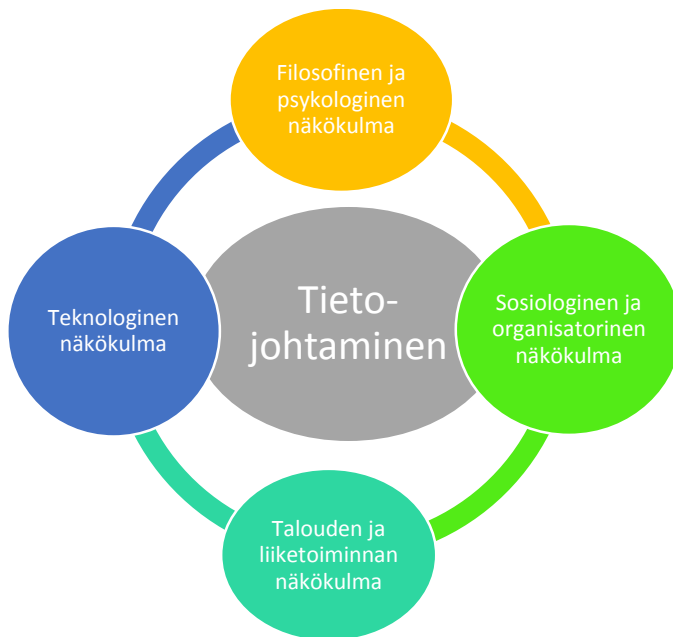 Filosofinen ja
psykologinen
näkökulma
Tieto-
johtaminen
Teknologinen
näkökulma
Sosiologinen ja
organisatorinen
näkökulma
Talouden ja
liiketoiminnan
näkökulma